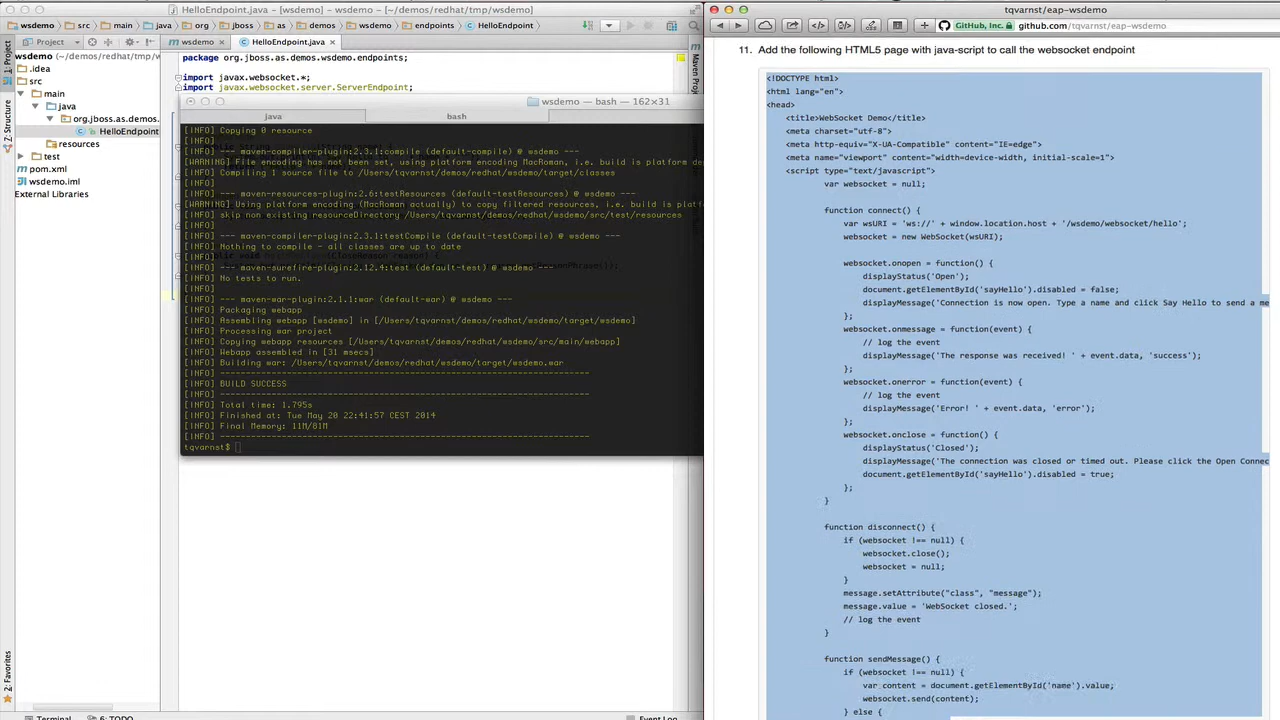 HelloEndpoint.java - [wsdemo] - [~/demos/redhat/tmp/wsdemo]
wsdemo src main java org jboss as demos wsdemo endpoints HelloEndpoint
Project
wsdemo HelloEndpoint.java
wsdemo (~/demos/redhat/tmp/w
.idea
src
main
java
org.jboss.as.demos.wsd
HelloEndpoint
resources
test
pom.xml
wsdemo.iml
External Libraries
1: Project
7: Structure
2: Favorites
Maven Pro
package org.jboss.as.demos.wsdemo.endpoints;
import javax.websocket.*;
import javax.websocket.server.ServerEndpoint;
wsdemo — bash — 162×31
java bash
[INFO] Copying 0 resource
[INFO]
[INFO] --- maven-compiler-plugin:2.3.1:compile (default-compile) @ wsdemo ---
[WARNING] File encoding has not been set, using platform encoding MacRoman, i.e. build is platform dep
[INFO] Compiling 1 source file to /Users/tqvarnst/demos/redhat/wsdemo/target/classes
[INFO]
[INFO] --- maven-resources-plugin:2.6:testResources (default-testResources) @ wsdemo ---
[WARNING] Using platform encoding (MacRoman actually) to copy filtered resources, i.e. build is platfo
[INFO] skip non existing resourceDirectory /Users/tqvarnst/demos/redhat/wsdemo/src/test/resources
[INFO]
[INFO] --- maven-compiler-plugin:2.3.1:testCompile (default-testCompile) @ wsdemo ---
[INFO] Nothing to compile - all classes are up to date
[INFO]
[INFO] --- maven-surefire-plugin:2.12.4:test (default-test) @ wsdemo ---
[INFO] No tests to run.
[INFO]
[INFO] --- maven-war-plugin:2.1.1:war (default-war) @ wsdemo ---
[INFO] Packaging webapp
[INFO] Assembling webapp [wsdemo] in [/Users/tqvarnst/demos/redhat/wsdemo/target/wsdemo]
[INFO] Processing war project
[INFO] Copying webapp resources [/Users/tqvarnst/demos/redhat/wsdemo/src/main/webapp]
[INFO] Webapp assembled in [31 msecs]
[INFO] Building war: /Users/tqvarnst/demos/redhat/wsdemo/target/wsdemo.war
[INFO] ------------------------------------------------------------------------
[INFO] BUILD SUCCESS
[INFO] ------------------------------------------------------------------------
[INFO] Total time: 1.795s
[INFO] Finished at: Tue May 20 22:41:57 CEST 2014
[INFO] Final Memory: 11M/81M
[INFO] ------------------------------------------------------------------------
tqvarnst$
Terminal 6: TODO Event Log
tqvarnst/eap-wsdemo
GitHub, Inc. github.com/tqvarnst/eap-wsdemo
11. Add the following HTML5 page with java-script to call the websocket endpoint
<!DOCTYPE html>
<html lang="en">
<head>
<title>WebSocket Demo</title>
<meta charset="utf-8">
<meta http-equiv="X-UA-Compatible" content="IE=edge">
<meta name="viewport" content="width=device-width, initial-scale=1">
<script type="text/javascript">
var websocket = null;
function connect() {
var wsURI = 'ws://' + window.location.host + '/wsdemo/websocket/hello';
websocket = new WebSocket(wsURI);
websocket.onopen = function() {
displayStatus('Open');
document.getElementById('sayHello').disabled = false;
displayMessage('Connection is now open. Type a name and click Say Hello to send a me
};
websocket.onmessage = function(event) {
// log the event
displayMessage('The response was received! ' + event.data, 'success');
};
websocket.onerror = function(event) {
// log the event
displayMessage('Error! ' + event.data, 'error');
};
websocket.onclose = function() {
displayStatus('Closed');
displayMessage('The connection was closed or timed out. Please click the Open Connec
document.getElementById('sayHello').disabled = true;
};
}
function disconnect() {
if (websocket !== null) {
websocket.close();
websocket = null;
}
message.setAttribute("class", "message");
message.value = 'WebSocket closed.';
// log the event
}
function sendMessage() {
if (websocket !== null) {
var content = document.getElementById('name').value;
websocket.send(content);
} else {